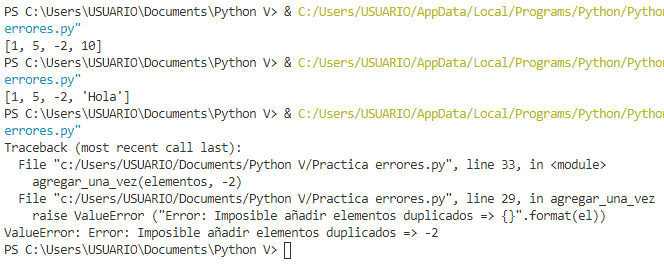 PS C:\Users\USUARIO\Documents\Python V> & C:/Users/USUARIO/AppData/Local/Programs/Python/Pytho
errores.py"
[1, 5, -2, 10]
PS C:\Users\USUARIO\Documents\Python V> & C:/Users/USUARIO/AppData/Local/Programs/Python/Pytho
errores.py"
[1, 5, -2, 'Hola']
PS C:\Users\USUARIO\Documents\Python V> & C:/Users/USUARIO/AppData/Local/Programs/Python/Pytho
errores.py"
Traceback (most recent call last):
  File "c:/Users/USUARIO/Documents/Python V/Practica errores.py", line 33, in <module>
    agregar_una_vez(elementos, -2)
  File "c:/Users/USUARIO/Documents/Python V/Practica errores.py", line 29, in agregar_una_vez
    raise ValueError ("Error: Imposible añadir elementos duplicados => {}".format(el))
ValueError: Error: Imposible añadir elementos duplicados => -2
PS C:\Users\USUARIO\Documents\Python V>